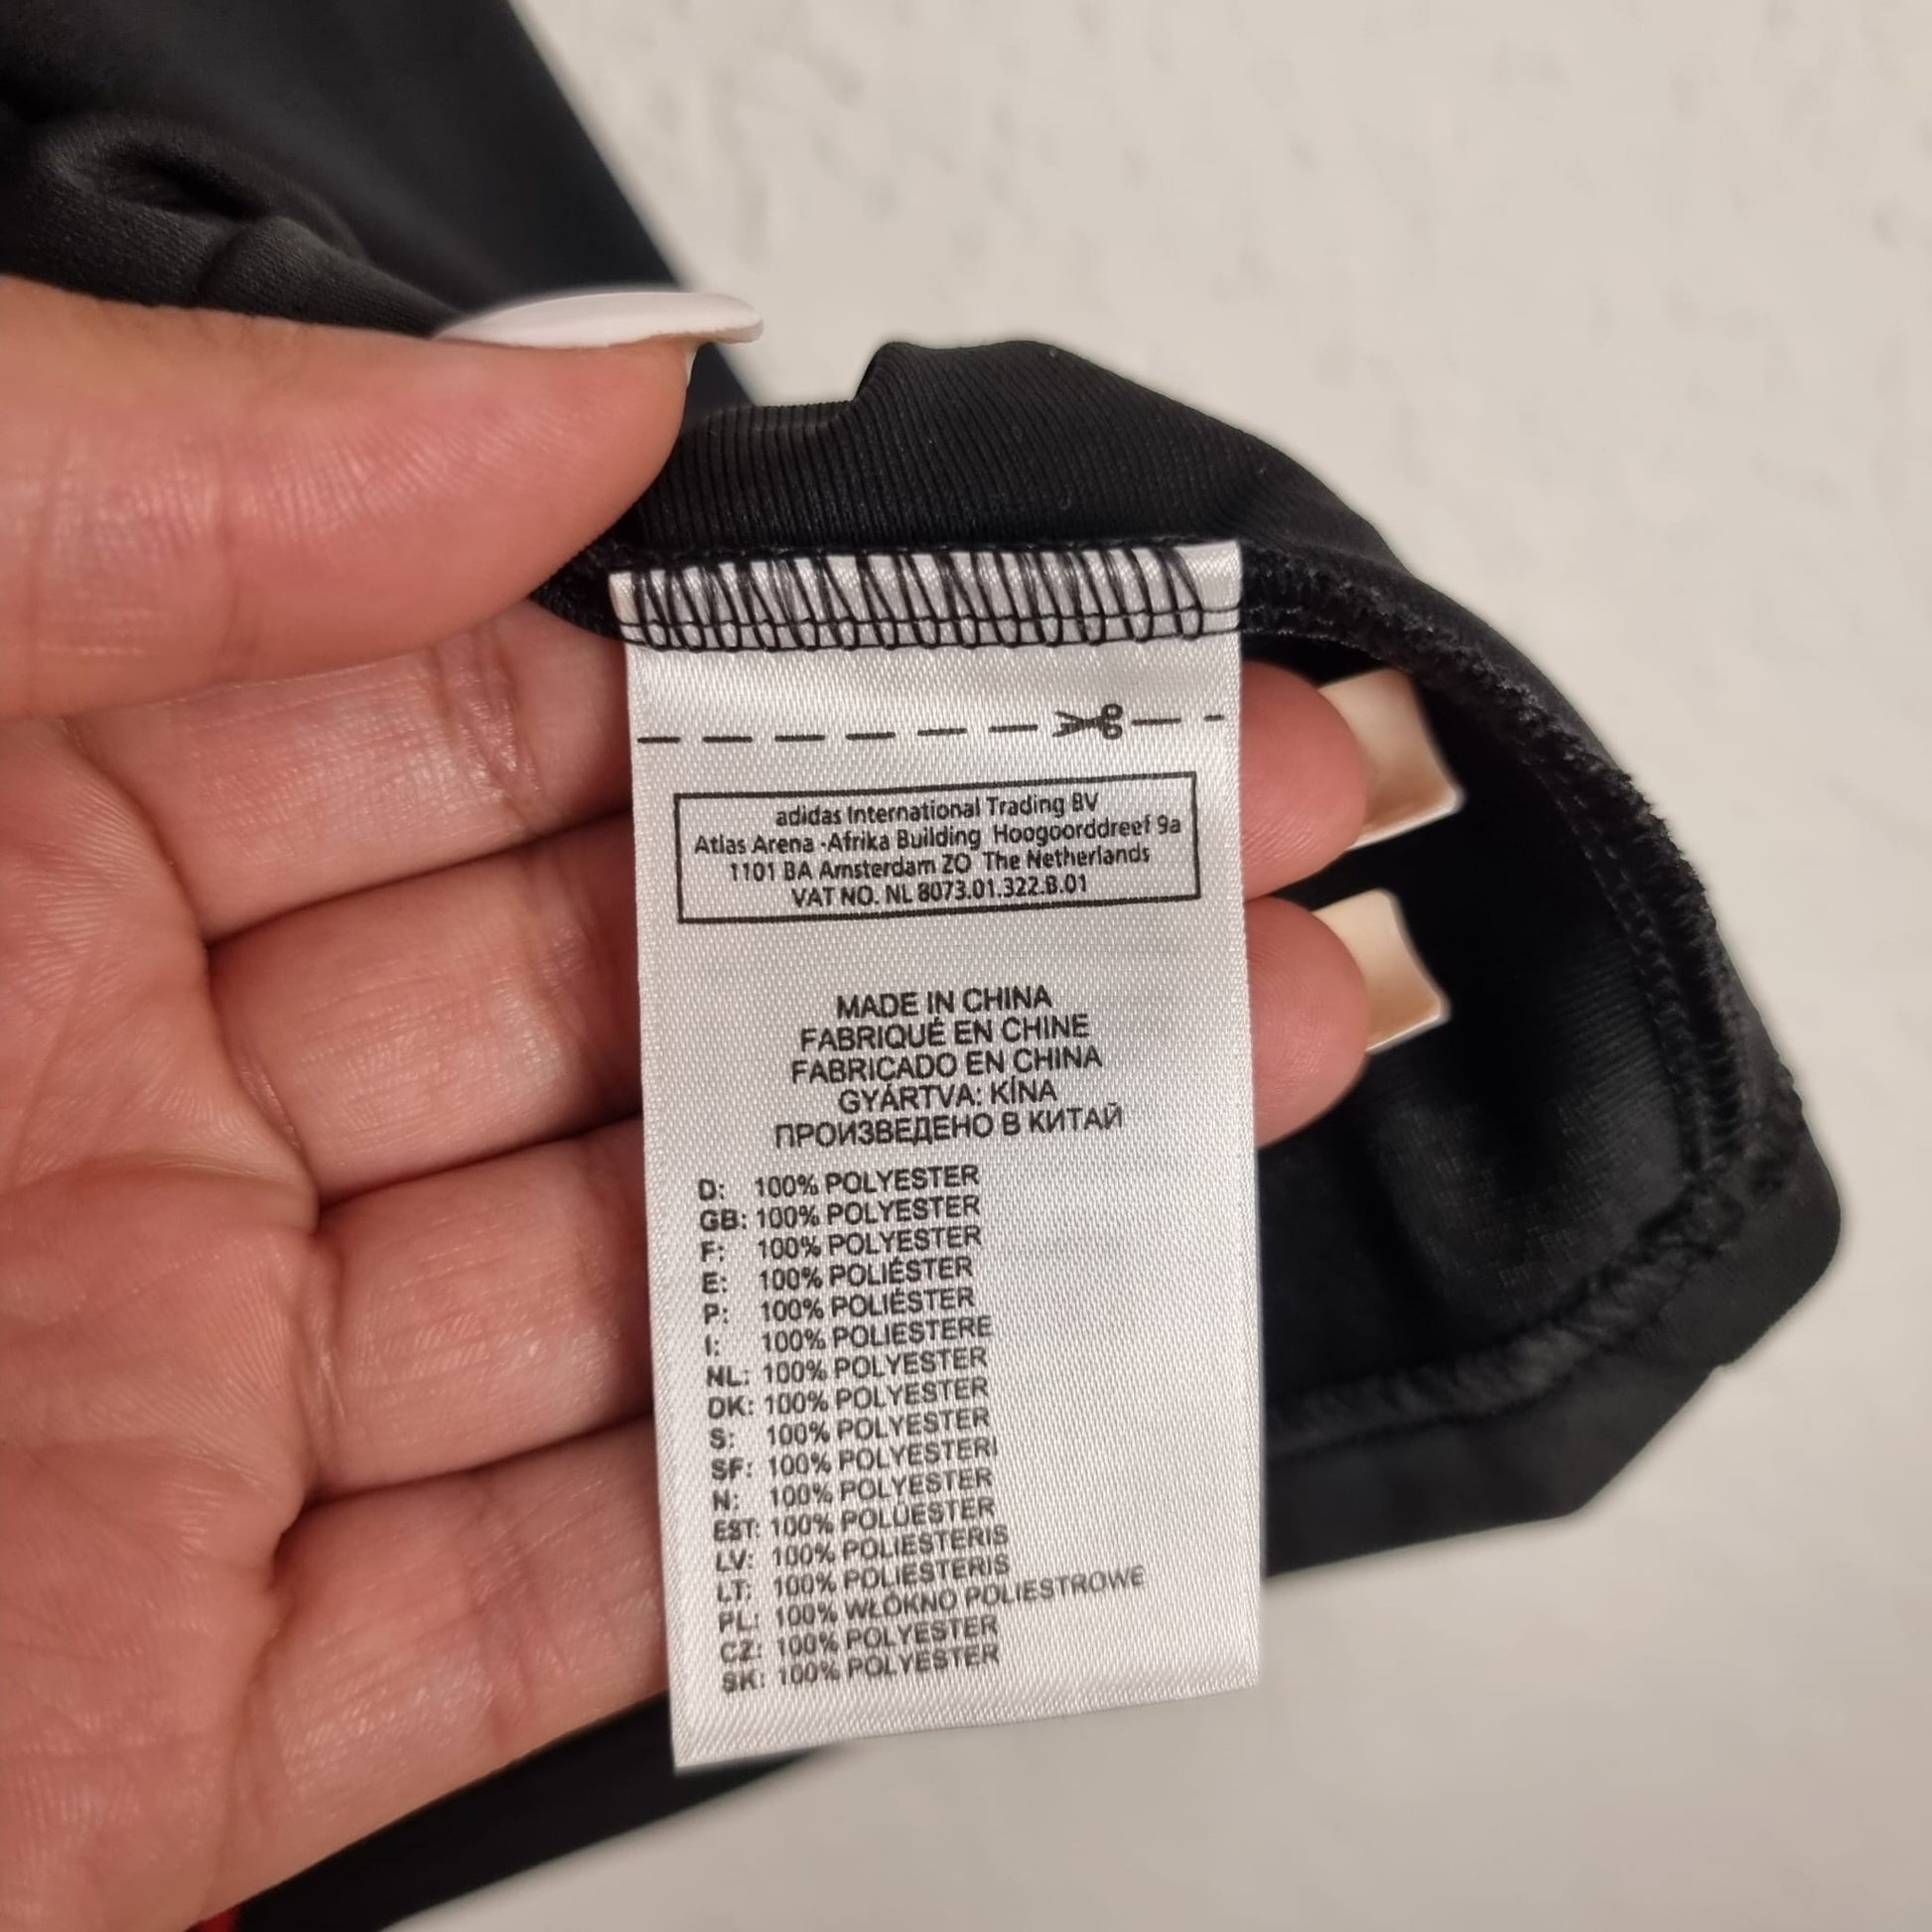 adidas International Trading BV
Atlas Arena -Afrika Building Hoogoorddreef 9a
1101 BA Amsterdam ZO The Netherlands
VAT NO. NL 8073.01.322.B.01
MADE IN CHINA
FABRIQUÉ EN CHINE
FABRICADO EN CHINA
GYÁRTVA: KÍNA
ПРОИЗВЕДЕНО В КИТАЙ
D: 100% POLYESTER
GB: 100% POLYESTER
F: 100% POLYESTER
E: 100% POLIÉSTER
P: 100% POLIÉSTER
I: 100% POLIESTERE
NL: 100% POLYESTER
DK: 100% POLYESTER
S: 100% POLYESTER
SF: 100% POLYESTERI
N: 100% POLYESTER
EST: 100% POLÜESTER
LV: 100% POLIESTERIS
LT: 100% POLIESTERIS
PL: 100% WŁÓKNO POLIESTROWE
CZ: 100% POLYESTER
SK: 100% POLYESTER